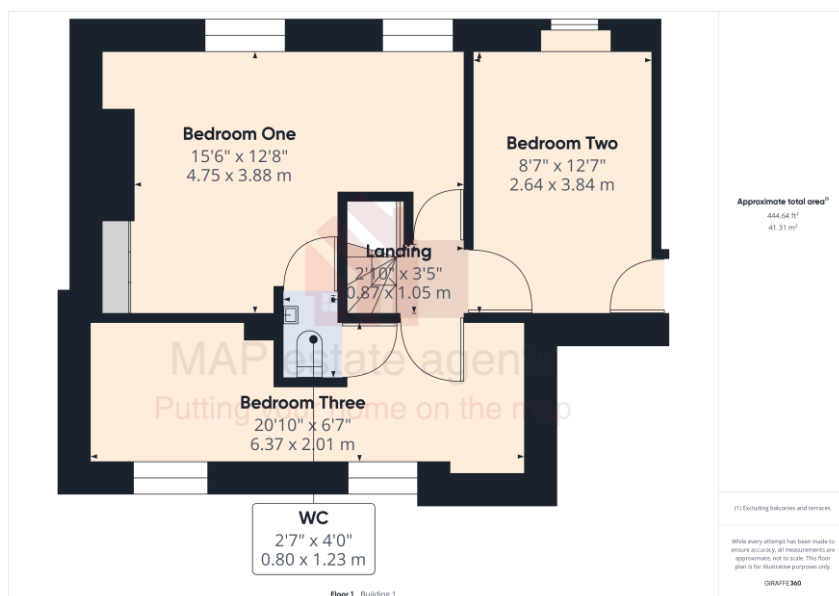 Bedroom One
15'6" x 12'8"
4.75 x 3.88 m
Bedroom Two
8'7" x 12'7"
2.64 x 3.84 m
Landing
2'10" x 3'5"
0.87 x 1.05 m
MAP estate agents
Putting your home on the map
Bedroom Three
20'10" x 6'7"
6.37 x 2.01 m
WC
2'7" x 4'0"
0.80 x 1.23 m
Floor 1 Building 1
Approximate total area(1)
444.64 ft²
41.31 m²
(1) Excluding balconies and terraces
While every attempt has been made to
ensure accuracy, all measurements are
approximate, not to scale. This floor
plan is for illustrative purposes only.
GIRAFFE360